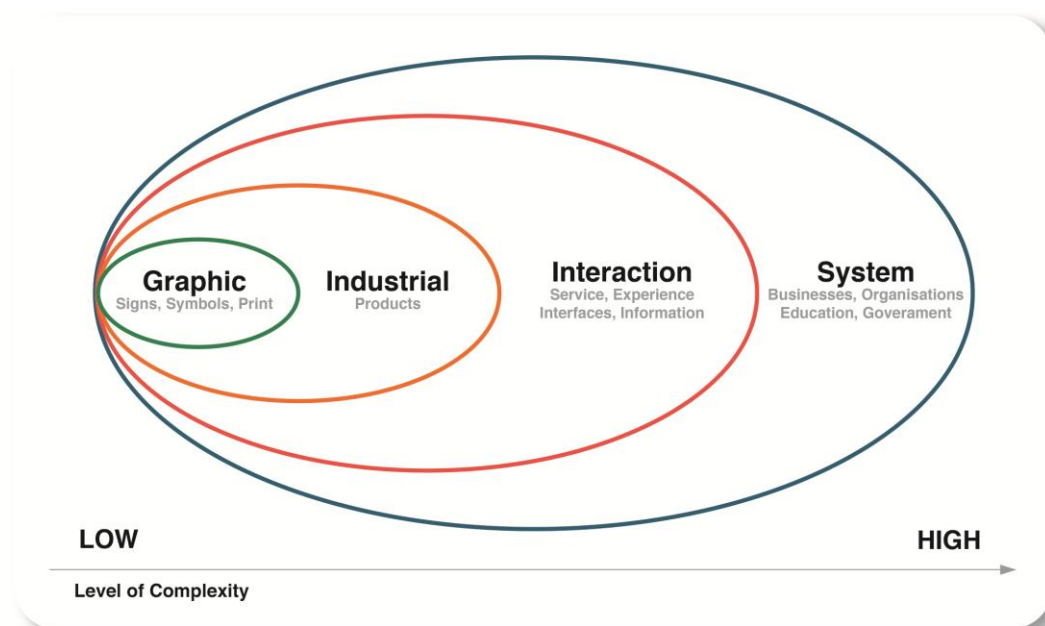 Graphic
Signs, Symbols, Print
Industrial
Products
Interaction
Service, Experience
Interfaces, Information
System
Businesses, Organisations
Education, Goverament
LOW
HIGH
Level of Complexity